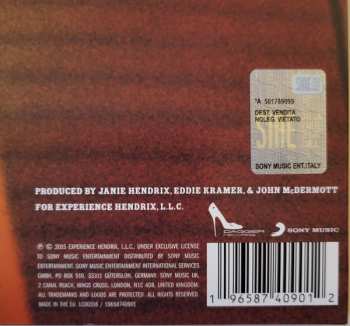 SIAE
*A 501789099
DEST. VENDITA
NOLEG. VIETATO
SONY MUSIC ENT.ITALY
PRODUCED BY JANIE HENDRIX, EDDIE KRAMER, & JOHN McDERMOTT
FOR EXPERIENCE HENDRIX, L.L.C.
DAGGER
SONY MUSIC
EXPERIENCE HENDRIX, L.L.C., UNDER EXCLUSIVE LICENSE
TO SONY MUSIC ENTERTAINMENT DISTRIBUTED BY SONY MUSIC
ENTERTAINMENT. SONY MUSIC ENTERTAINMENT INTERNATIONAL SERVICES
GMBH, PO BOX 510, 33311 GÜTERSLOH, GERMANY. SONY MUSIC UK,
2 CANAL REACH, KINGS CROSS, LONDON, N1C 4DB, UNITED KINGDOM.
ALL TRADEMARKS AND LOGOS ARE PROTECTED. ALL RIGHTS RESERVED.
MADE IN THE EU. / 19658740901
1 96587 40901 2